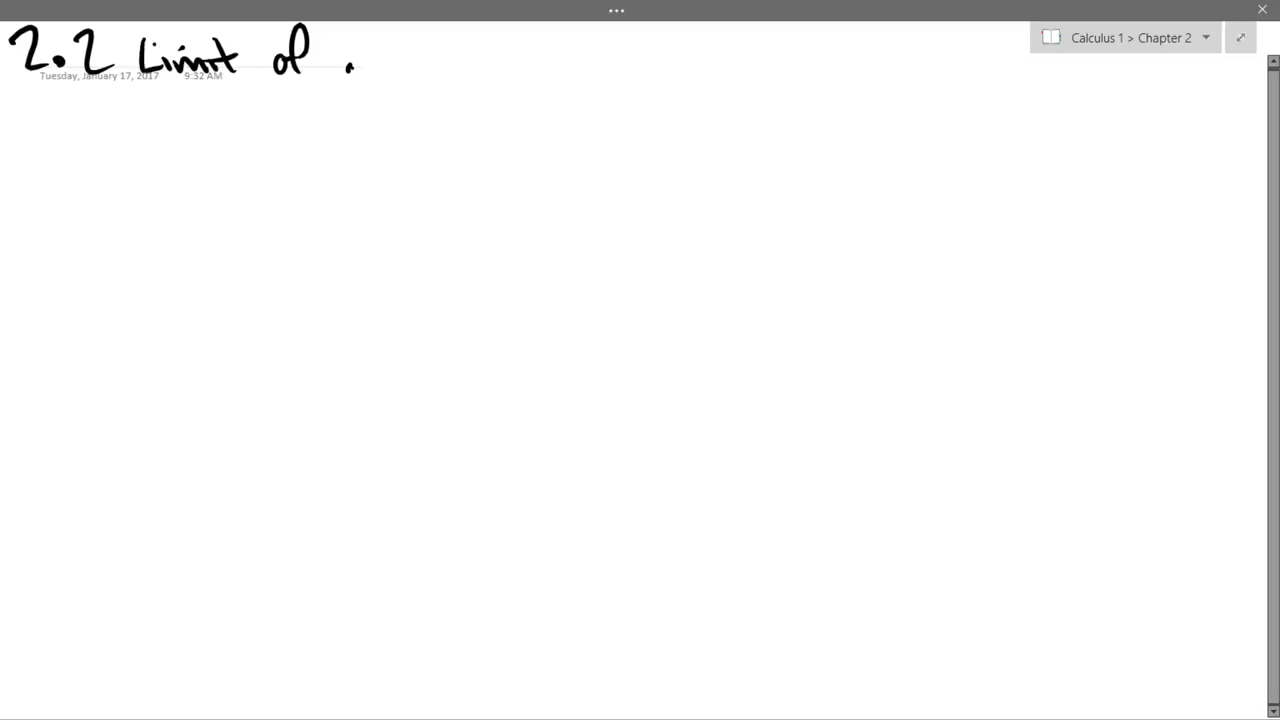 Calculus 1 > Chapter 2
2.2 Limit of
Tuesday, January 17, 2017 9:32 AM